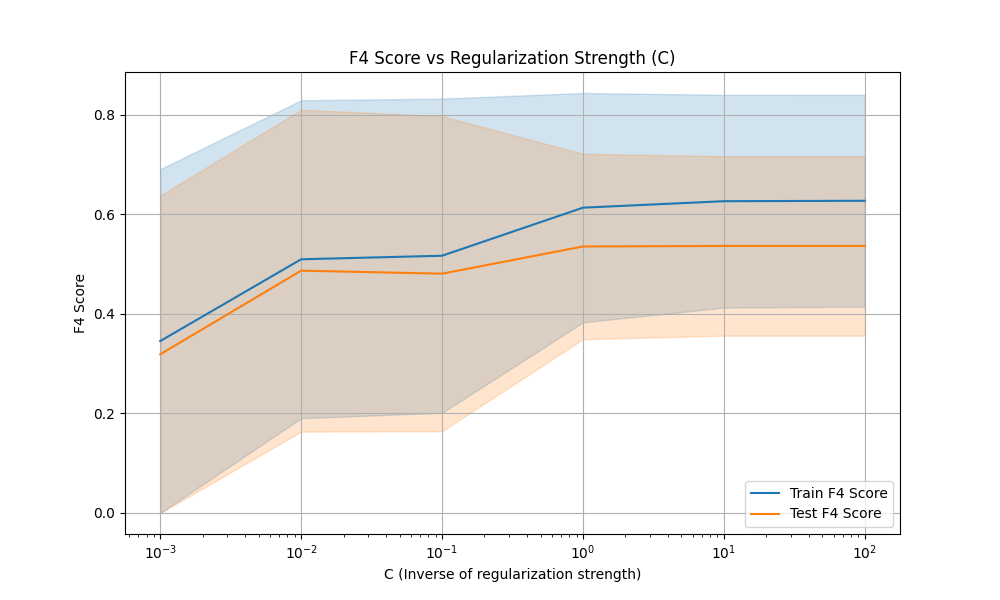 F4 Score vs Regularization Strength (C)
F4 Score
0.8
0.6
0.4
0.2
0.0
10⁻³
10⁻²
10⁻¹
10⁰
10¹
10²
C (Inverse of regularization strength)
Train F4 Score
Test F4 Score